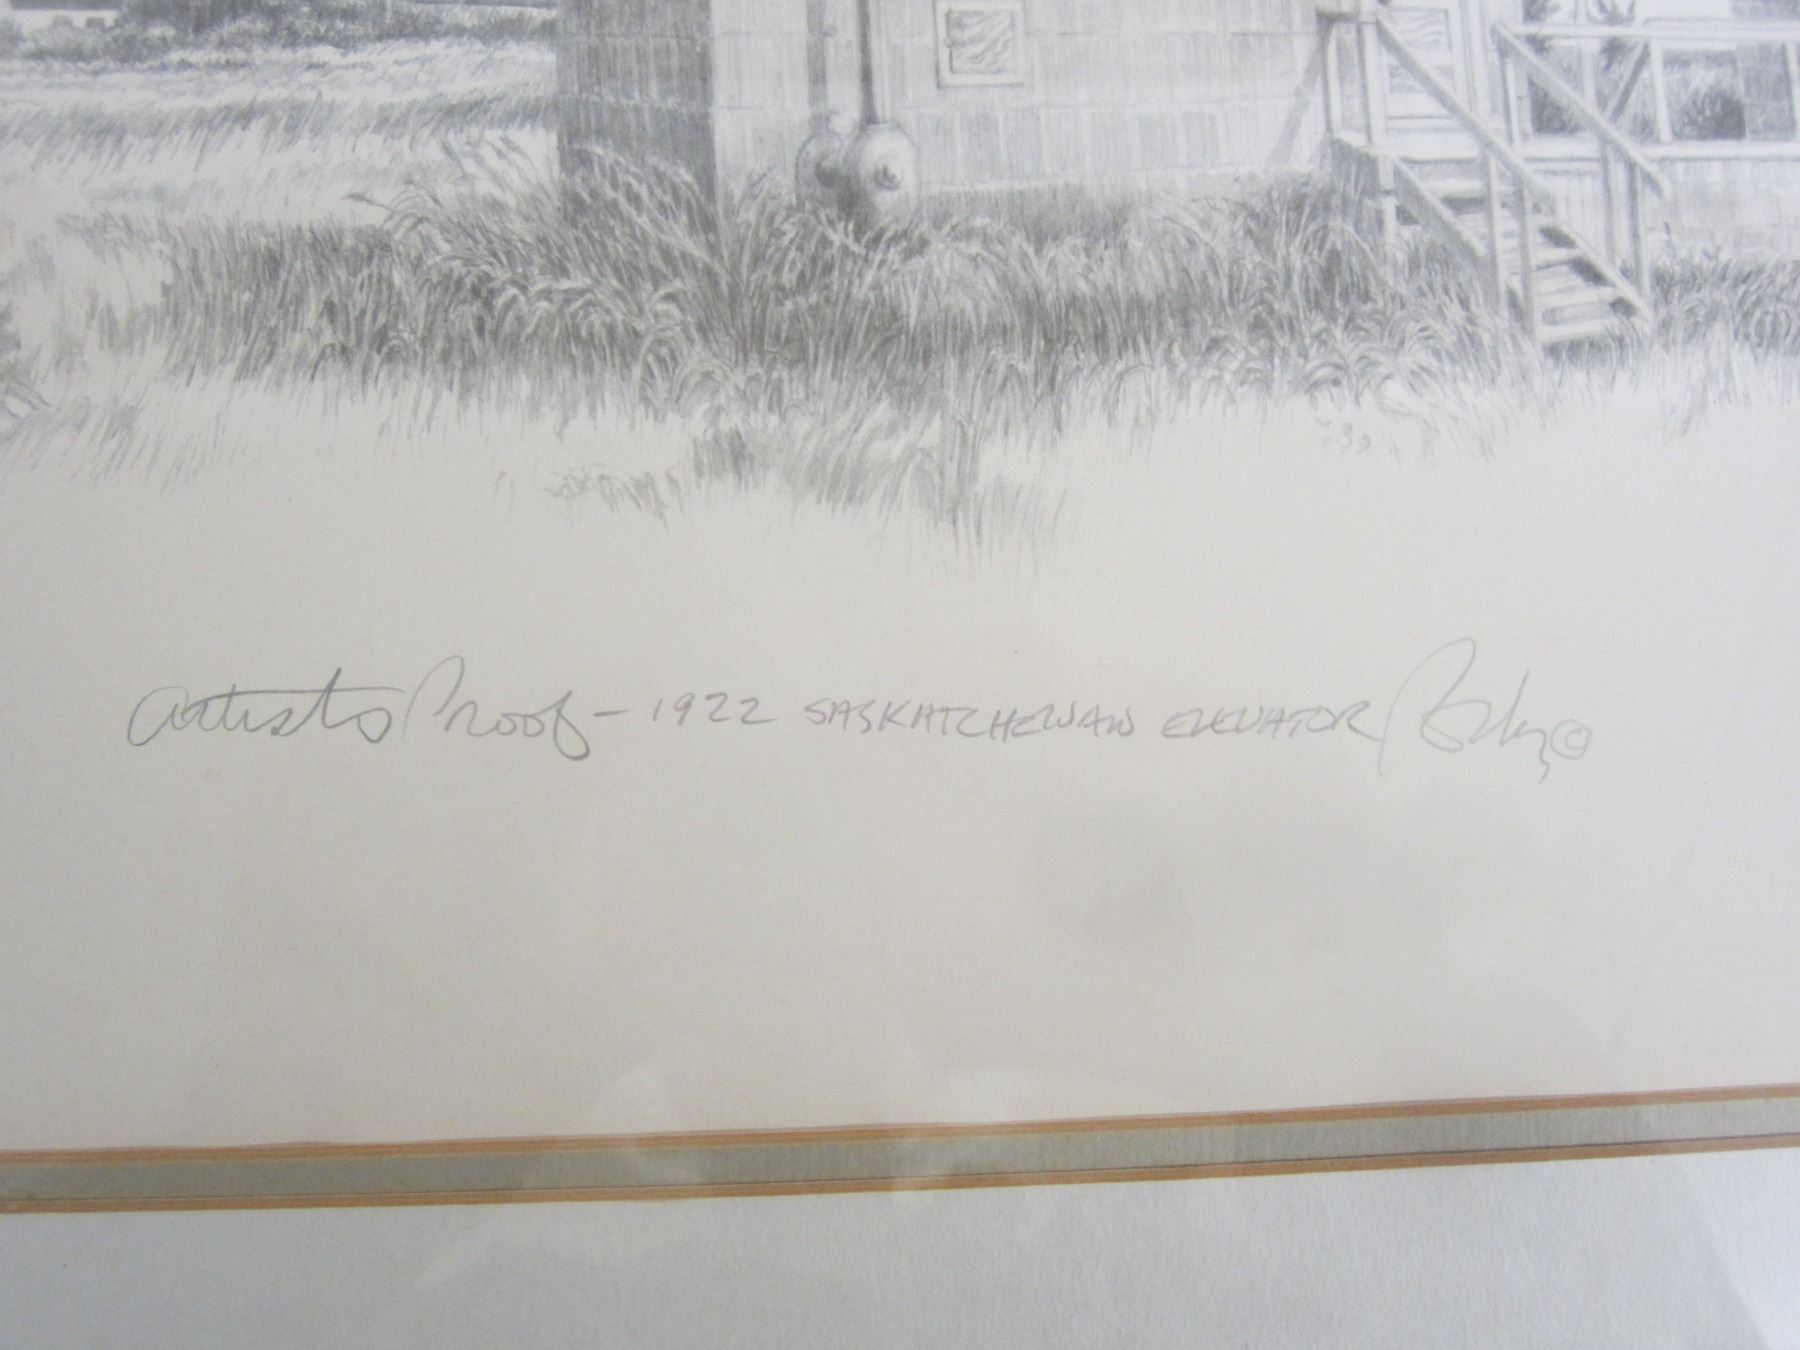 Artists Proof - 1922 SASKATCHEWAN ELEVATOR